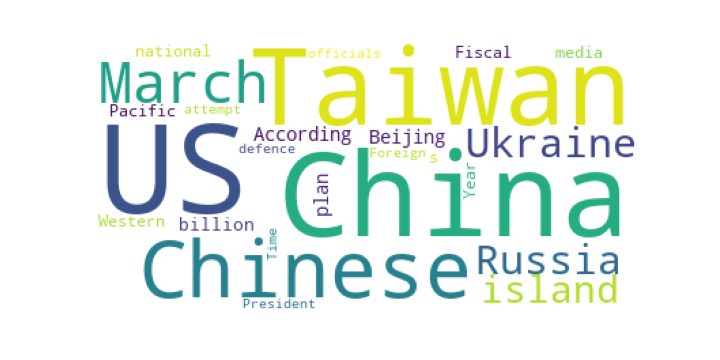 national
officials
Fiscal
media
March
Taiwan
Pacific
attempt
US
According
Beijing
Ukraine
defence
Foreign
s
China
plan
Year
Western
billion
Time
Chinese
Russia
island
President